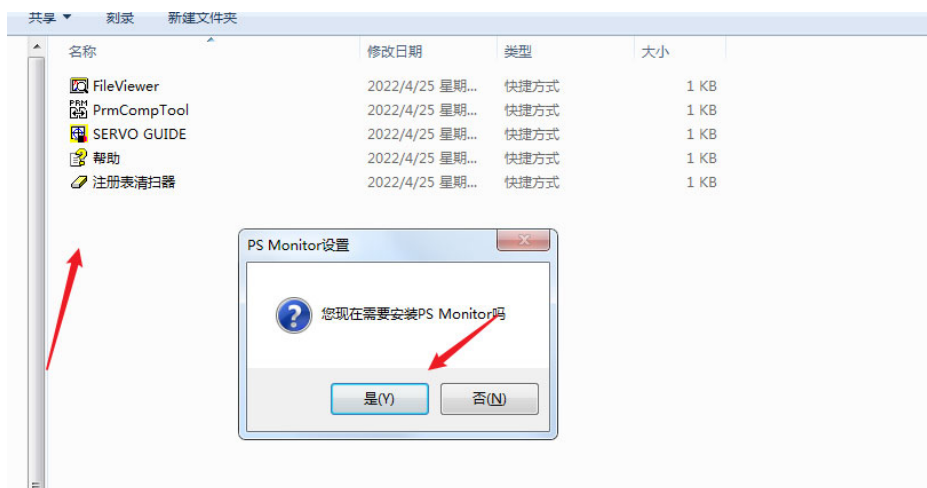 共享 刻录 新建文件夹
名称 修改日期 类型 大小
FileViewer 2022/4/25 星期... 快捷方式 1 KB
PrmCompTool 2022/4/25 星期... 快捷方式 1 KB
SERVO GUIDE 2022/4/25 星期... 快捷方式 1 KB
帮助 2022/4/25 星期... 快捷方式 1 KB
注册表清扫器 2022/4/25 星期... 快捷方式 1 KB
PS Monitor设置
您现在需要安装PS Monitor吗
是(Y) 否(N)